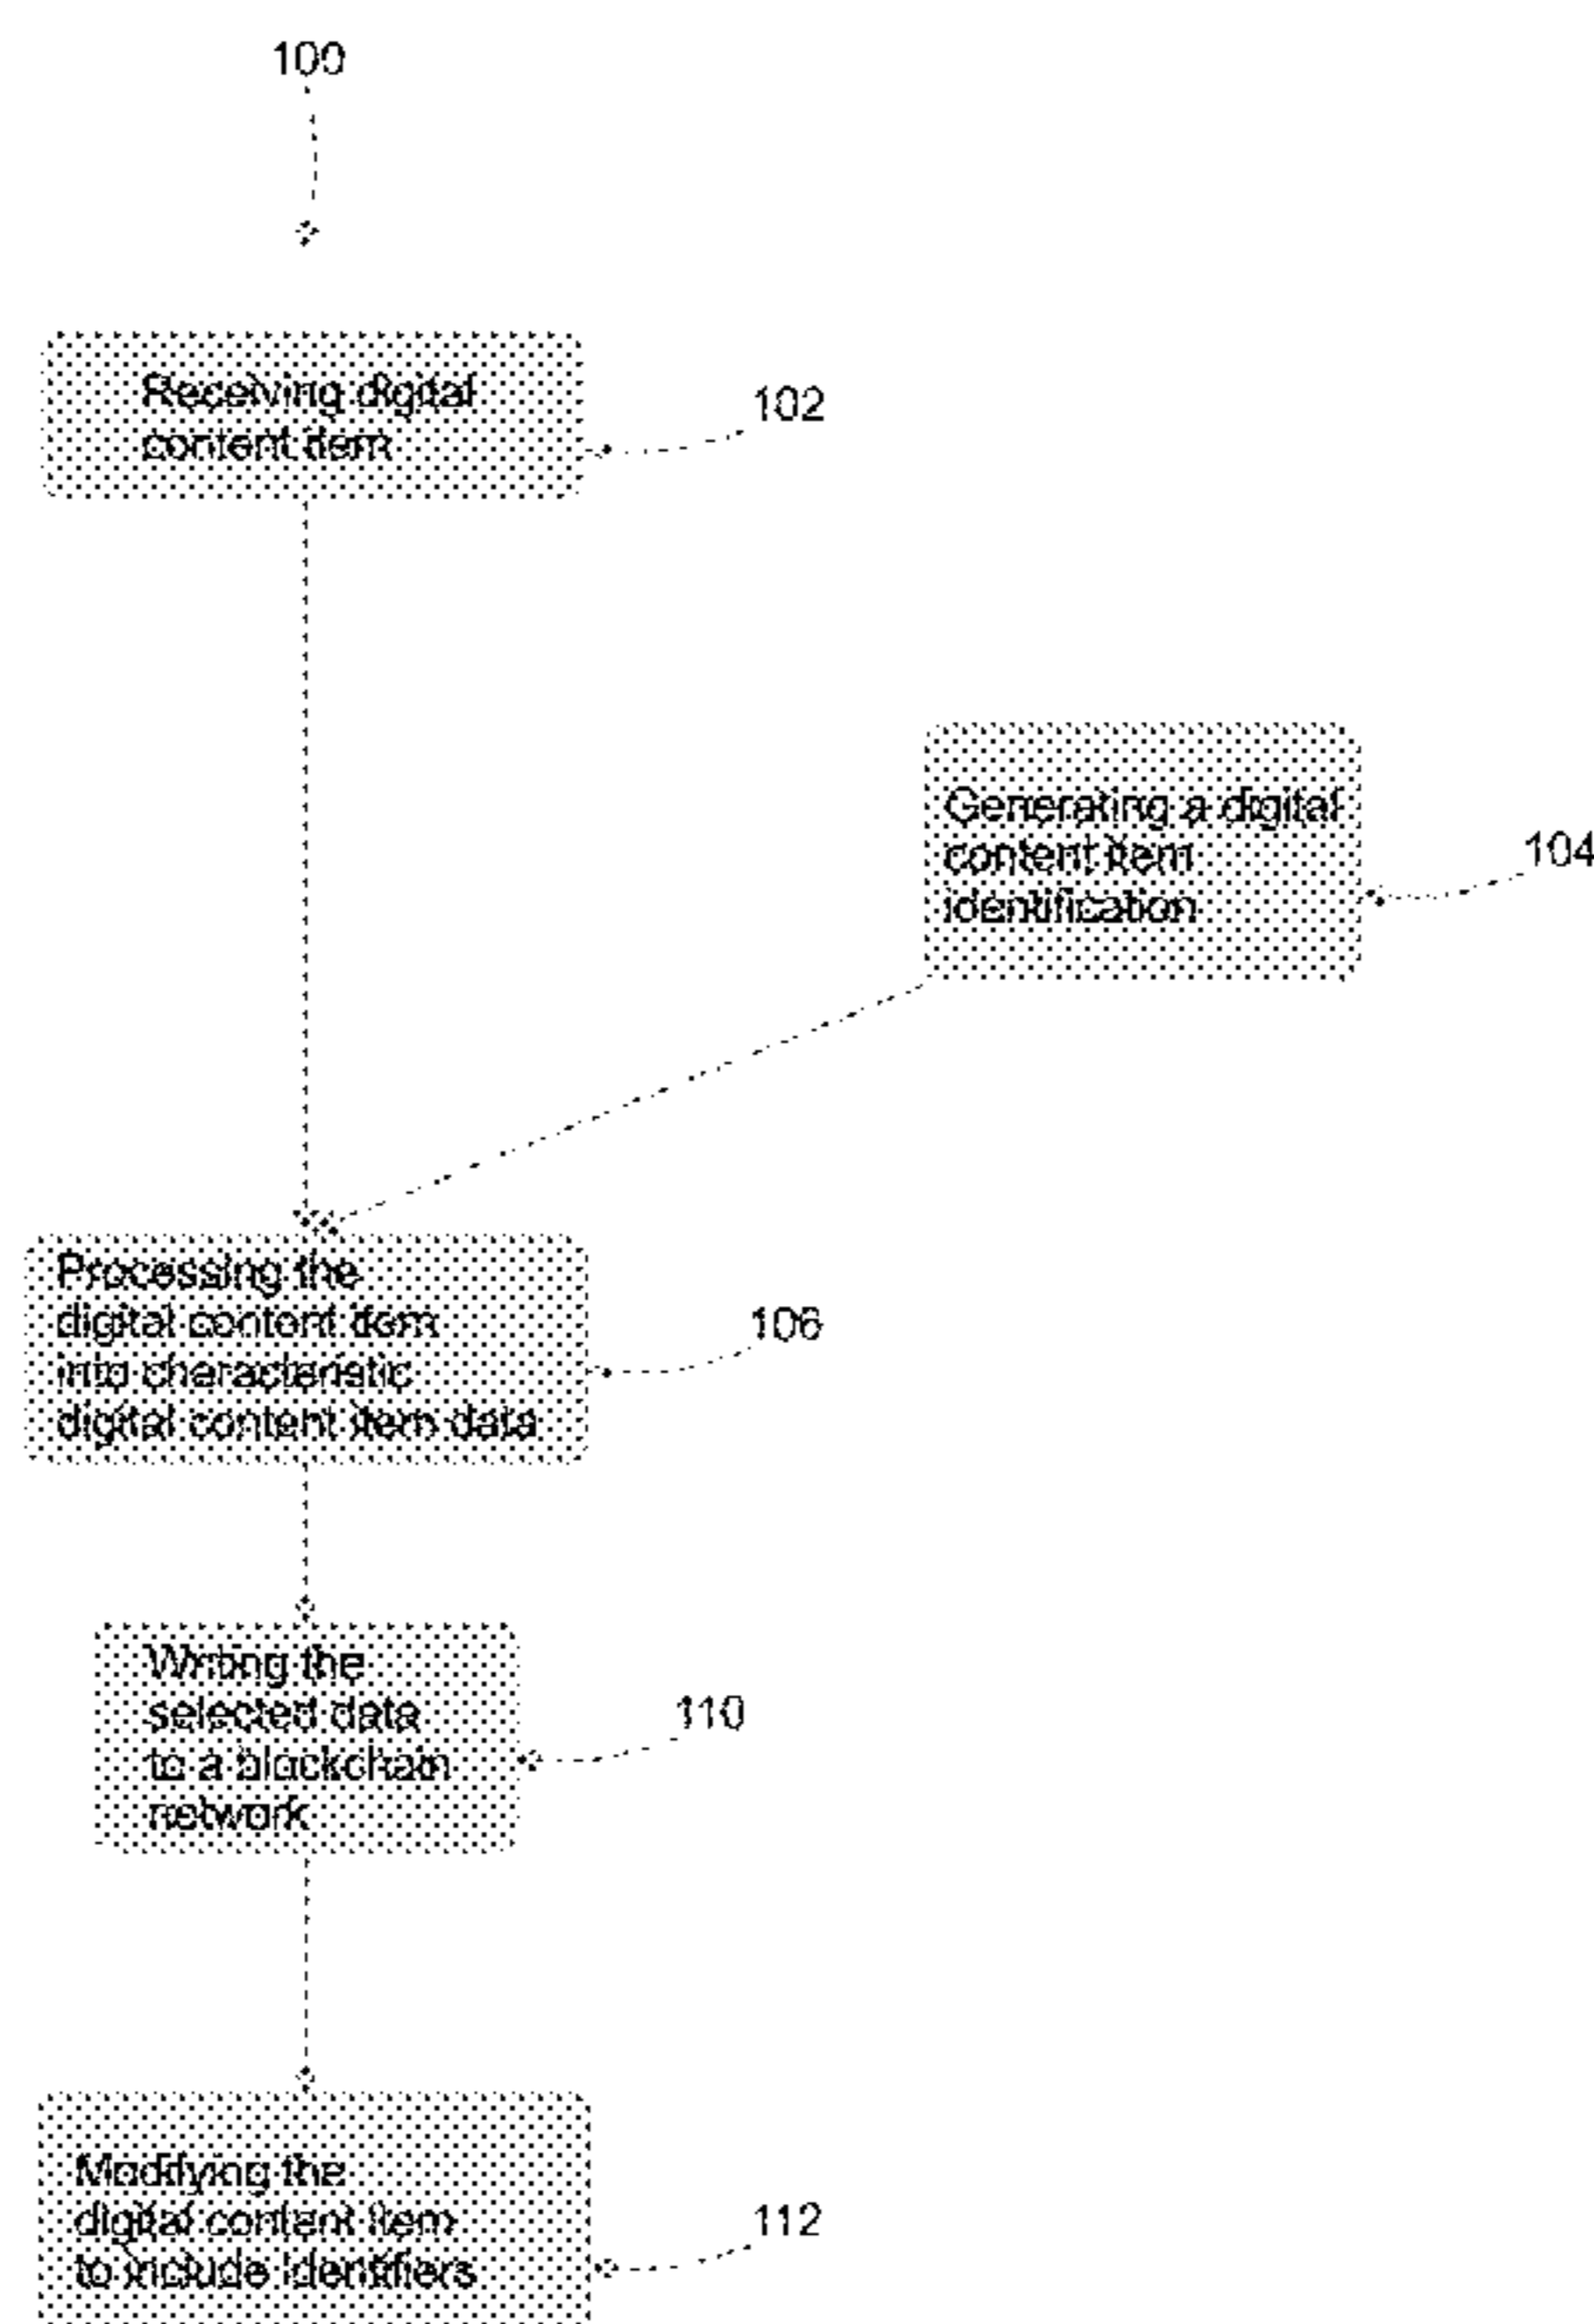 100
Receiving digital
content item
102
Generating a digital
content item
identification
104
Processing the
digital content item
into characteristic
digital content item data
106
Writing the
selected data
to a blockchain
network
110
Modifying the
digital content item
to include identifiers
112